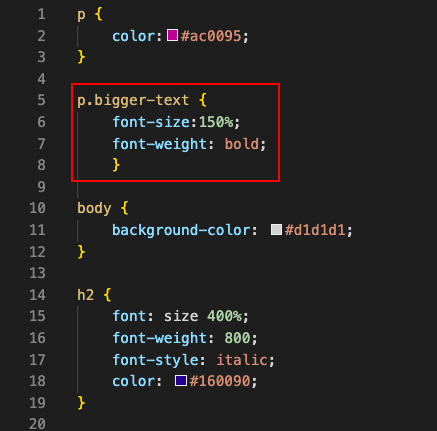 1 p {
2 color: #ac0095;
3 }
4
5 p.bigger-text {
6 font-size:150%;
7 font-weight: bold;
8 }
9
10 body {
11 background-color: #d1d1d1;
12 }
13
14 h2 {
15 font: size 400%;
16 font-weight: 800;
17 font-style: italic;
18 color: #160090;
19 }
20